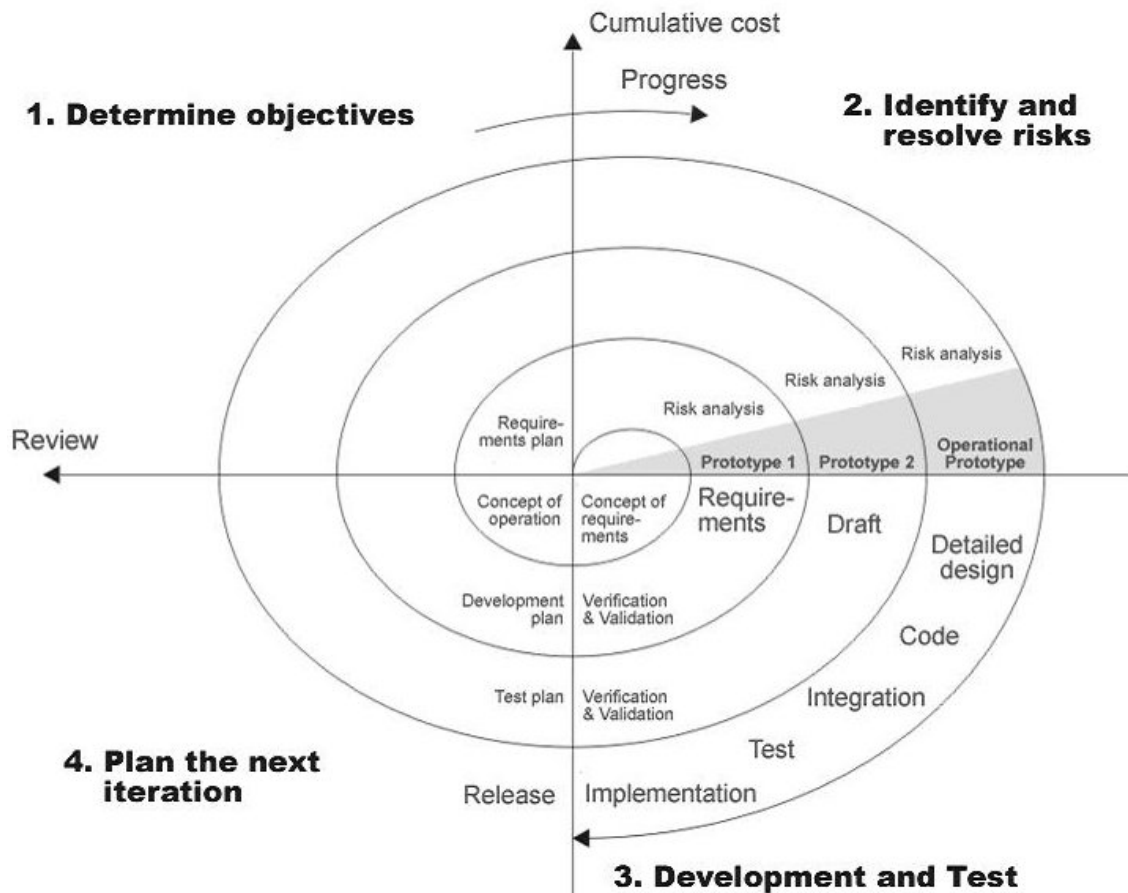 Cumulative cost
Progress
1. Determine objectives
2. Identify and
resolve risks
Risk analysis
Risk analysis
Risk analysis
Require-
ments plan
Review
Prototype 1
Prototype 2
Operational
Prototype
Concept of
operation
Concept of
require-
ments
Require-
ments
Draft
Detailed
design
Development
plan
Verification
& Validation
Code
Test plan
Verification
& Validation
Integration
Test
4. Plan the next
iteration
Release
Implementation
3. Development and Test